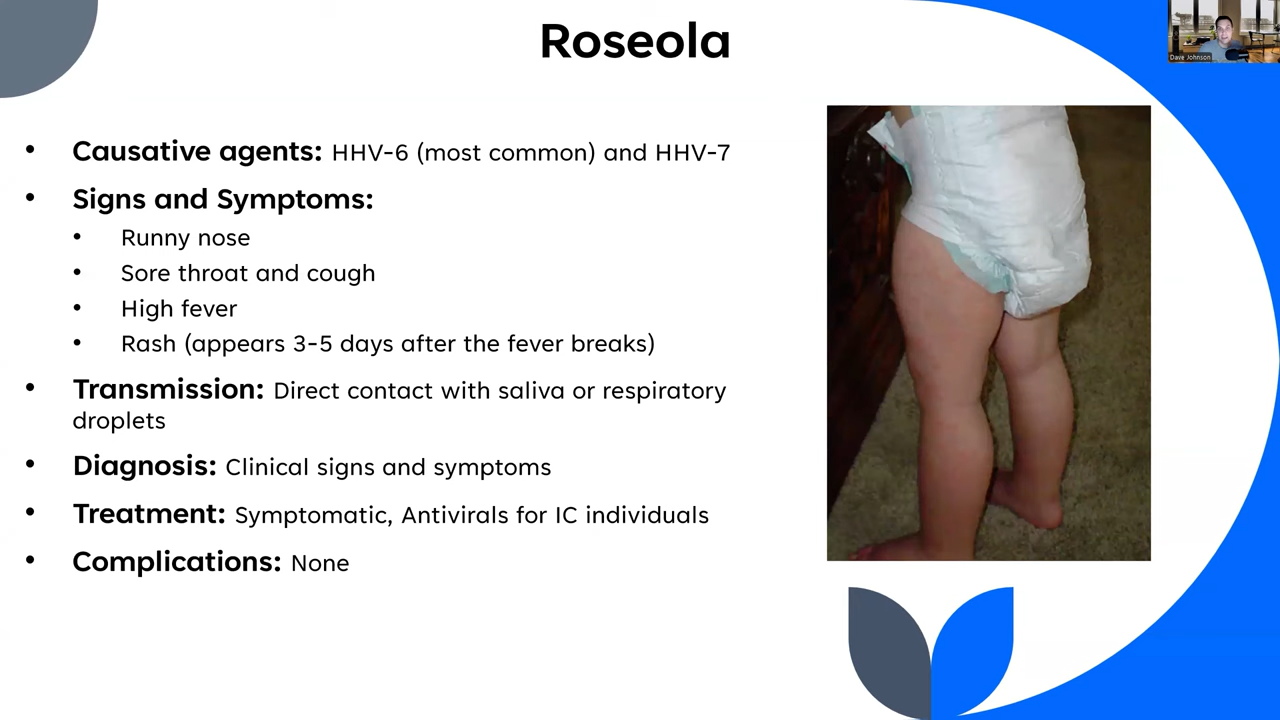 Roseola
Dave Johnson
• Causative agents: HHV-6 (most common) and HHV-7
• Signs and Symptoms:
• Runny nose
• Sore throat and cough
• High fever
• Rash (appears 3-5 days after the fever breaks)
• Transmission: Direct contact with saliva or respiratory
droplets
• Diagnosis: Clinical signs and symptoms
• Treatment: Symptomatic, Antivirals for IC individuals
• Complications: None